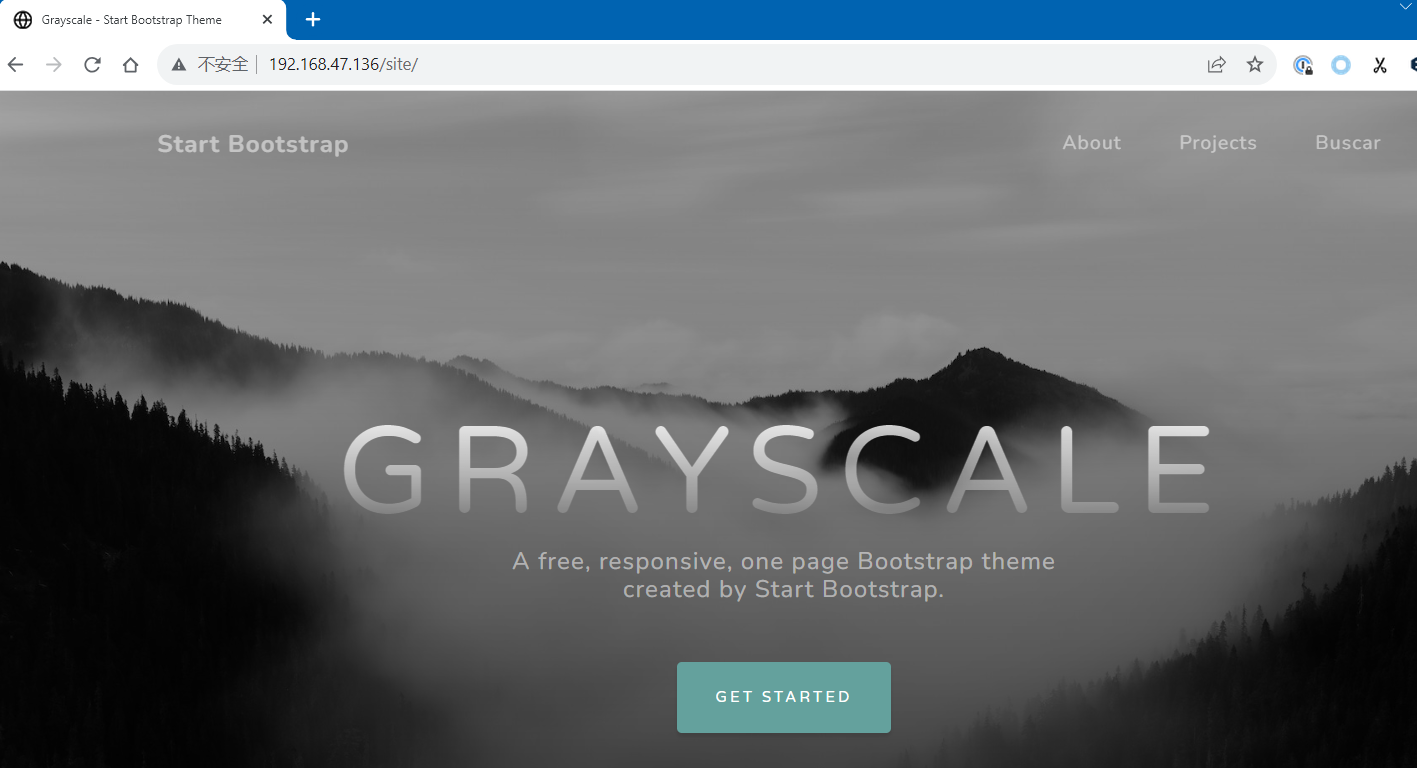 Grayscale - Start Bootstrap Theme
不安全 192.168.47.136/site/
Start Bootstrap About Projects Buscar
GRAYSCALE
A free, responsive, one page Bootstrap theme
created by Start Bootstrap.
GET STARTED